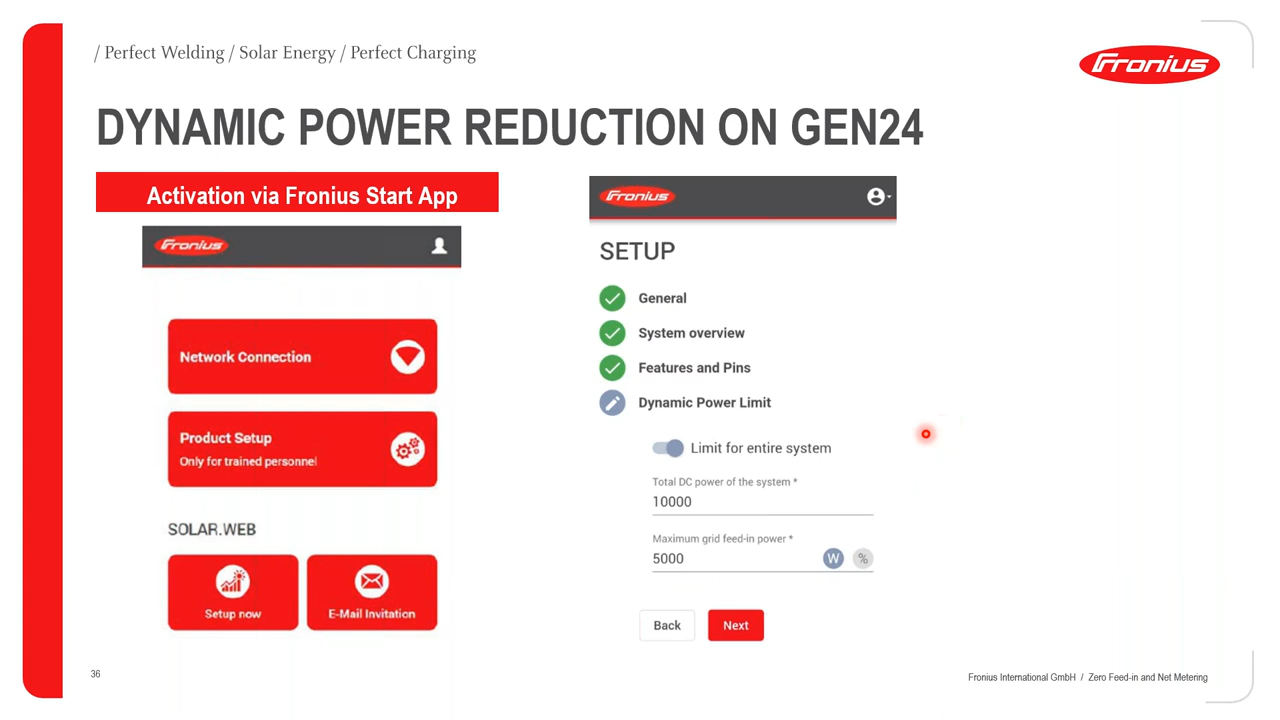 / Perfect Welding / Solar Energy / Perfect Charging
Fronius
DYNAMIC POWER REDUCTION ON GEN24
Activation via Fronius Start App
Fronius
Network Connection
Product Setup
Only for trained personnel
SOLAR.WEB
Setup now
E-Mail Invitation
Fronius
SETUP
General
System overview
Features and Pins
Dynamic Power Limit
Limit for entire system
Total DC power of the system *
10000
Maximum grid feed-in power *
5000
W
%
Back
Next
36
Fronius International GmbH / Zero Feed-in and Net Metering